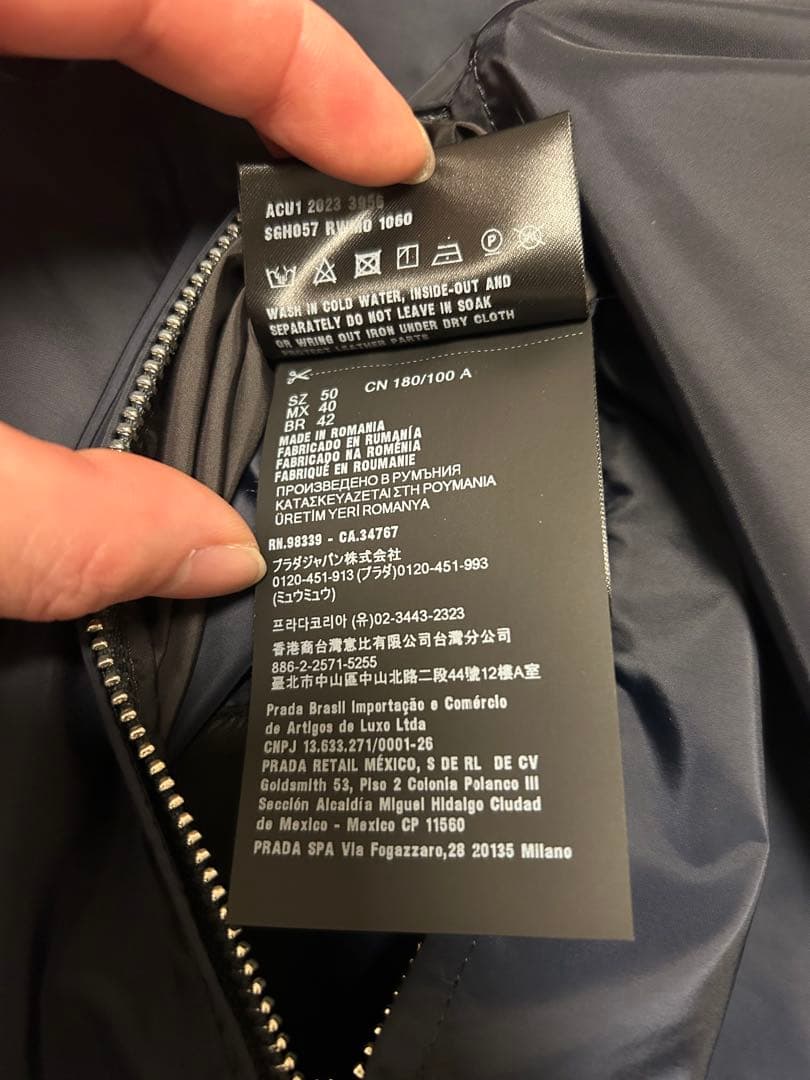 ACU1 2023 3956
SGH057 RWMD 1060
WASH IN COLD WATER, INSIDE-OUT AND
SEPARATELY DO NOT LEAVE IN SOAK
OR WRING OUT IRON UNDER DRY CLOTH
PROTECT LEATHER PARTS
SZ 50 CN 180/100 A
MX 40
BR 42
MADE IN ROMANIA
FABRICADO EN RUMANÍA
FABRICADO NA ROMÉNIA
FABRIQUÉ EN ROUMANIE
ПРОИЗВЕДЕНО В РУМЪНИЯ
ΚΑΤΑΣΚΕΥΑΖΕΤΑΙ ΣΤΗ ΡΟΥΜΑΝΙΑ
ÜRETİM YERİ ROMANYA
RN.98339 - CA.34767
プラダジャパン株式会社
0120-451-913 (プラダ)0120-451-993
(ミュウミュウ)
프라다코리아 (유)02-3443-2323
香港商台灣意比有限公司台灣分公司
886-2-2571-5255
臺北市中山區中山北路二段44號12樓A室
Prada Brasil Importação e Comércio
de Artigos de Luxo Ltda
CNPJ 13.633.271/0001-26
PRADA RETAIL MÉXICO, S DE RL DE CV
Goldsmith 53, Piso 2 Colonia Polanco III
Sección Alcaldía Miguel Hidalgo Ciudad
de Mexico - Mexico CP 11560
PRADA SPA Via Fogazzaro,28 20135 Milano